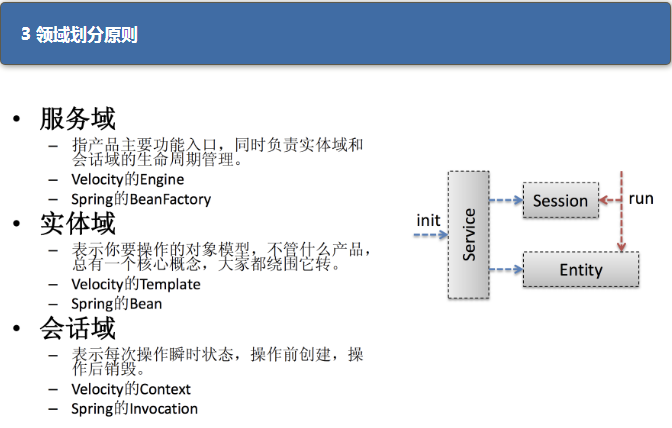 3 领域划分原则
• 服务域
– 指产品主要功能入口，同时负责实体域和
会话域的生命周期管理。
– Velocity的Engine
– Spring的BeanFactory
• 实体域
– 表示你要操作的对象模型，不管什么产品，
总有一个核心概念，大家都绕围它转。
– Velocity的Template
– Spring的Bean
• 会话域
– 表示每次操作瞬时状态，操作前创建，操
作后销毁。
– Velocity的Context
– Spring的Invocation
init
Service
Session
run
Entity